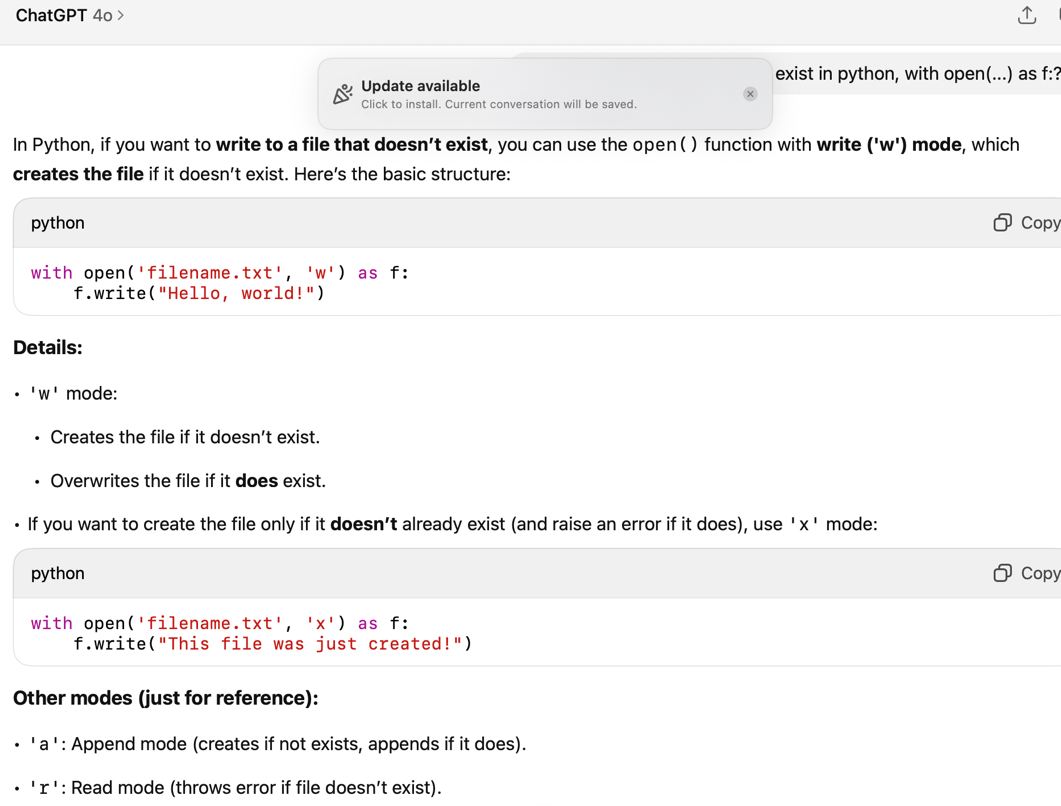 ChatGPT 4o >
Update available
Click to install. Current conversation will be saved.
exist in python, with open(...) as f:?
In Python, if you want to write to a file that doesn’t exist, you can use the open() function with write ('w') mode, which
creates the file if it doesn’t exist. Here’s the basic structure:
python
Copy
with open('filename.txt', 'w') as f:
    f.write("Hello, world!")
Details:
• 'w' mode:
• Creates the file if it doesn’t exist.
• Overwrites the file if it does exist.
• If you want to create the file only if it doesn’t already exist (and raise an error if it does), use 'x' mode:
python
Copy
with open('filename.txt', 'x') as f:
    f.write("This file was just created!")
Other modes (just for reference):
• 'a': Append mode (creates if not exists, appends if it does).
• 'r': Read mode (throws error if file doesn’t exist).